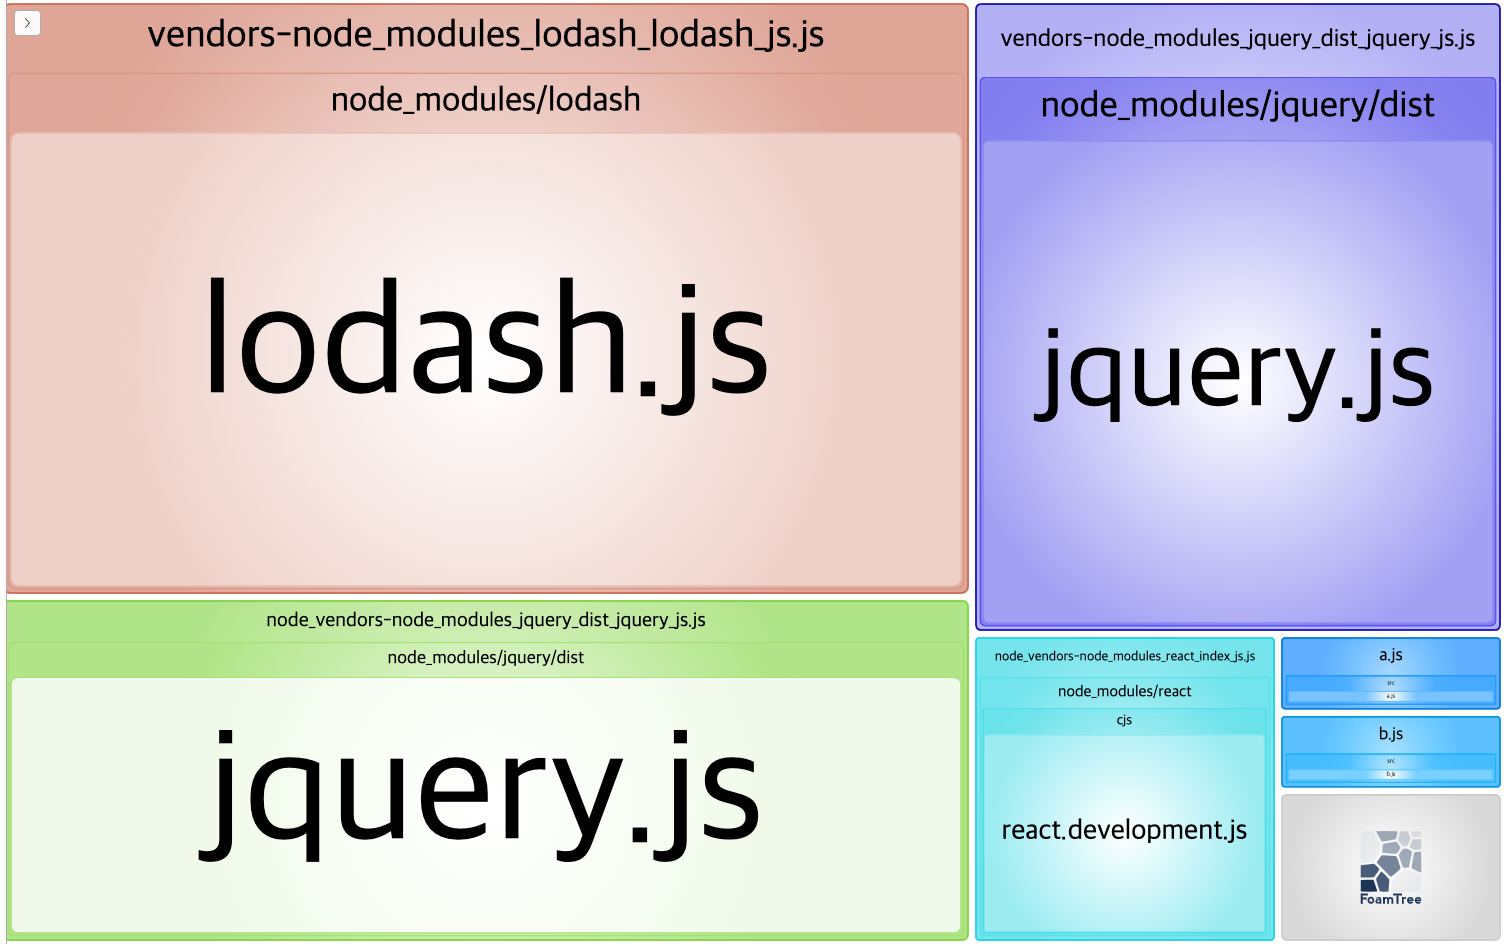 vendors-node_modules_lodash_lodash_js.js
node_modules/lodash
lodash.js
node_vendors-node_modules_jquery_dist_jquery_js.js
node_modules/jquery/dist
jquery.js
vendors-node_modules_jquery_dist_jquery_js.js
node_modules/jquery/dist
jquery.js
node_vendors-node_modules_react_index_js.js
node_modules/react
cjs
react.development.js
a.js
src
a.js
b.js
src
b.js
FoamTree